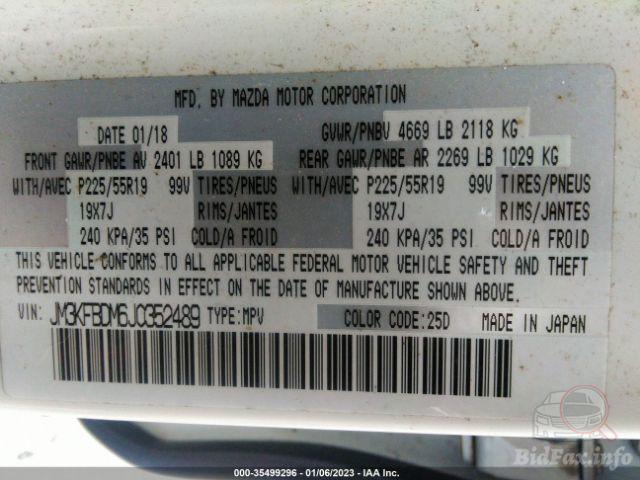 MFD. BY MAZDA MOTOR CORPORATION
DATE 01/18 GVWR/PNBV 4669 LB 2118 KG
FRONT GAWR/PNBE AV 2401 LB 1089 KG REAR GAWR/PNBE AR 2269 LB 1029 KG
WITH/AVEC P225/55R19 99V TIRES/PNEUS WITH/AVEC P225/55R19 99V TIRES/PNEUS
19X7J RIMS/JANTES 19X7J RIMS/JANTES
240 KPA/35 PSI COLD/A FROID 240 KPA/35 PSI COLD/A FROID
THIS VEHICLE CONFORMS TO ALL APPLICABLE FEDERAL MOTOR VEHICLE SAFETY AND THEFT
PREVENTION STANDARDS IN EFFECT ON THE DATE OF MANUFACTURE SHOWN ABOVE.
VIN: JM3KFBDM6J0352489 TYPE:MPV COLOR CODE:25D MADE IN JAPAN
BidFax.info
000-35499296 - 01/06/2023 - IAA Inc.